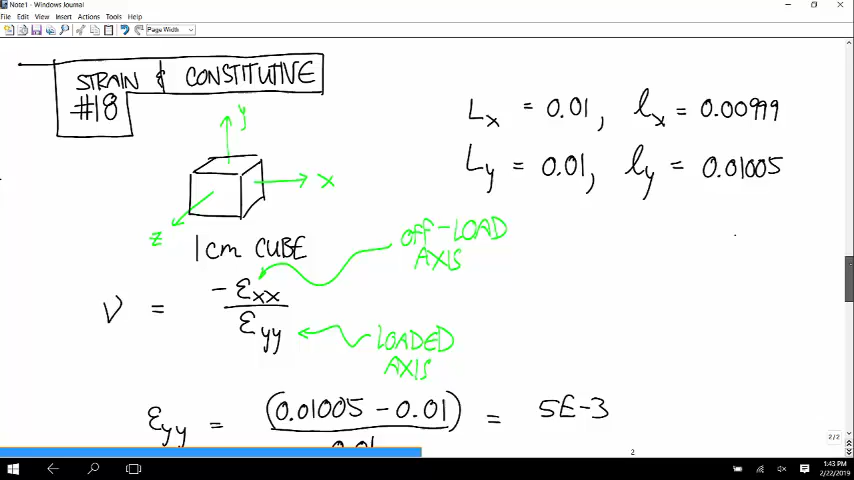 Note1 - Windows Journal
File Edit View Insert Actions Tools Help
Page Width
STRAIN & CONSTITUTIVE
#18
y
x
z
1cm CUBE
Lx = 0.01, lx = 0.00999
Ly = 0.01, ly = 0.01005
OFF-LOAD
AXIS
ν = -εxx / εyy
LOADED
AXIS
εyy = (0.01005 - 0.01) / 0.01 = 5E-3
2/2
2
1:43 PM
2/22/2019